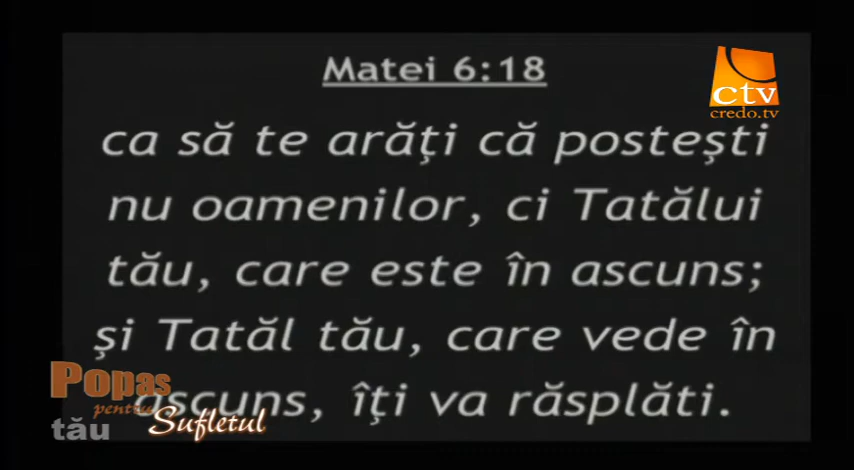 Matei 6:18
ctv
credo.tv
ca să te arăţi că posteşti
nu oamenilor, ci Tatălui
tău, care este în ascuns;
şi Tatăl tău, care vede în
ascuns, îţi va răsplăti.
Popas
pentru
Sufletul
tău